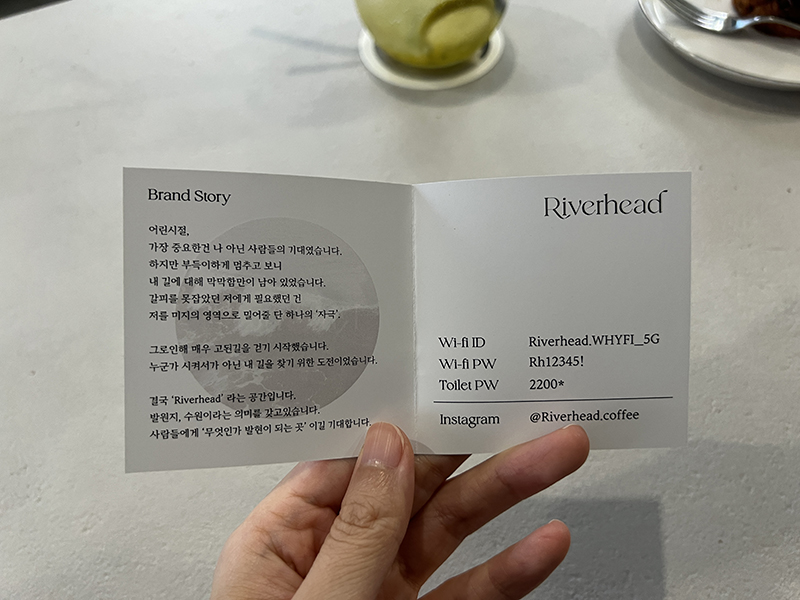 Brand Story
어린시절,
가장 중요한건 나 아닌 사람들의 기대였습니다.
하지만 부득이하게 멈추고 보니
내 길에 대해 막막함만이 남아 있었습니다.
갈피를 못잡았던 저에게 필요했던 건
저를 미지의 영역으로 밀어줄 단 하나의 '자극'.
그로인해 매우 고된길을 걷기 시작했습니다.
누군가 시켜서가 아닌 내 길을 찾기 위한 도전이었습니다.
결국 'Riverhead' 라는 공간입니다.
발원지, 수원이라는 의미를 갖고있습니다.
사람들에게 '무엇인가 발현이 되는 곳' 이길 기대합니다.
Riverhead
Wi-fi ID Riverhead.WHYFI_5G
Wi-fi PW Rh12345!
Toilet PW 2200*
Instagram @Riverhead.coffee